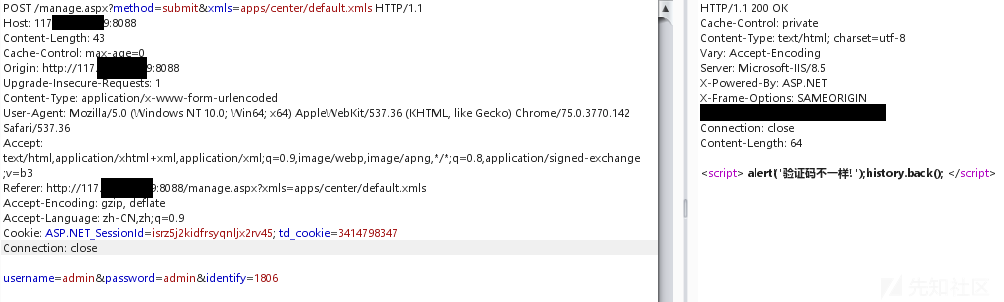 POST /manage.aspx?method=submit&xmls=apps/center/default.xmls HTTP/1.1
Host: 117 9:8088
Content-Length: 43
Cache-Control: max-age=0
Origin: http://117. 9:8088
Upgrade-Insecure-Requests: 1
Content-Type: application/x-www-form-urlencoded
User-Agent: Mozilla/5.0 (Windows NT 10.0; Win64; x64) AppleWebKit/537.36 (KHTML, like Gecko) Chrome/75.0.3770.142
Safari/537.36
Accept:
text/html,application/xhtml+xml,application/xml;q=0.9,image/webp,image/apng,*/*;q=0.8,application/signed-exchange
;v=b3
Referer: http://117. 9:8088/manage.aspx?xmls=apps/center/default.xmls
Accept-Encoding: gzip, deflate
Accept-Language: zh-CN,zh;q=0.9
Cookie: ASP.NET_SessionId=isrz5j2kidfrsyqnljx2rv45; td_cookie=3414798347
Connection: close
username=admin&password=admin&identify=1806
HTTP/1.1 200 OK
Cache-Control: private
Content-Type: text/html; charset=utf-8
Vary: Accept-Encoding
Server: Microsoft-IIS/8.5
X-Powered-By: ASP.NET
X-Frame-Options: SAMEORIGIN
Connection: close
Content-Length: 64
<script> alert('验证码不一样!');history.back(); </script>
先知社区